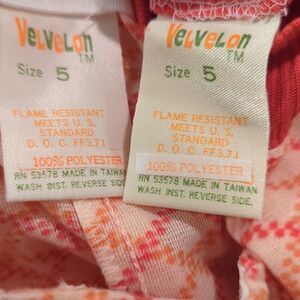 Velvelon
TM
Size 5
FLAME RESISTANT
MEETS U. S.
STANDARD
D. O. C. FF3.71
100% POLYESTER
RN 53578 MADE IN TAIWAN
WASH INST. REVERSE SIDE.
Velvelon
TM
Size 5
FLAME RESISTANT
MEETS U. S.
STANDARD
D. O. C. FF3.71
100% POLYESTER
RN 53578 MADE IN TAIWAN
WASH INST. REVERSE SIDE.